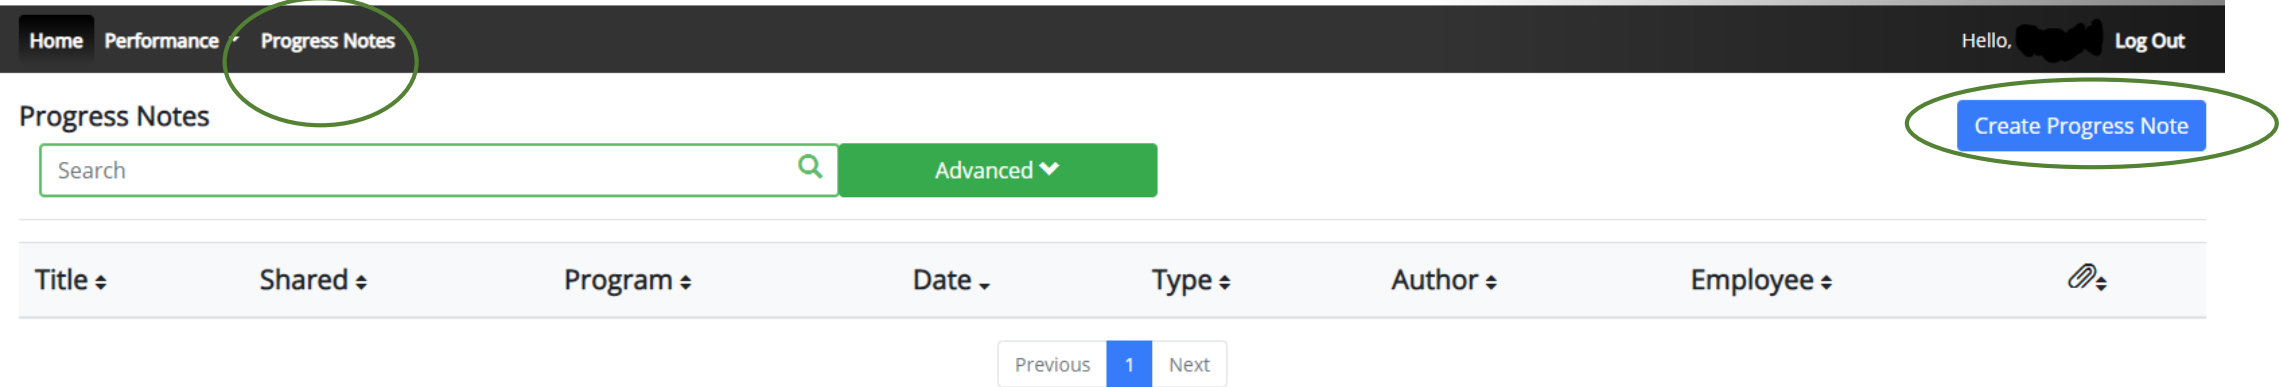 Home Performance Progress Notes Hello, Log Out
Progress Notes
Create Progress Note
Search Advanced
Title Shared Program Date Type Author Employee
Previous 1 Next